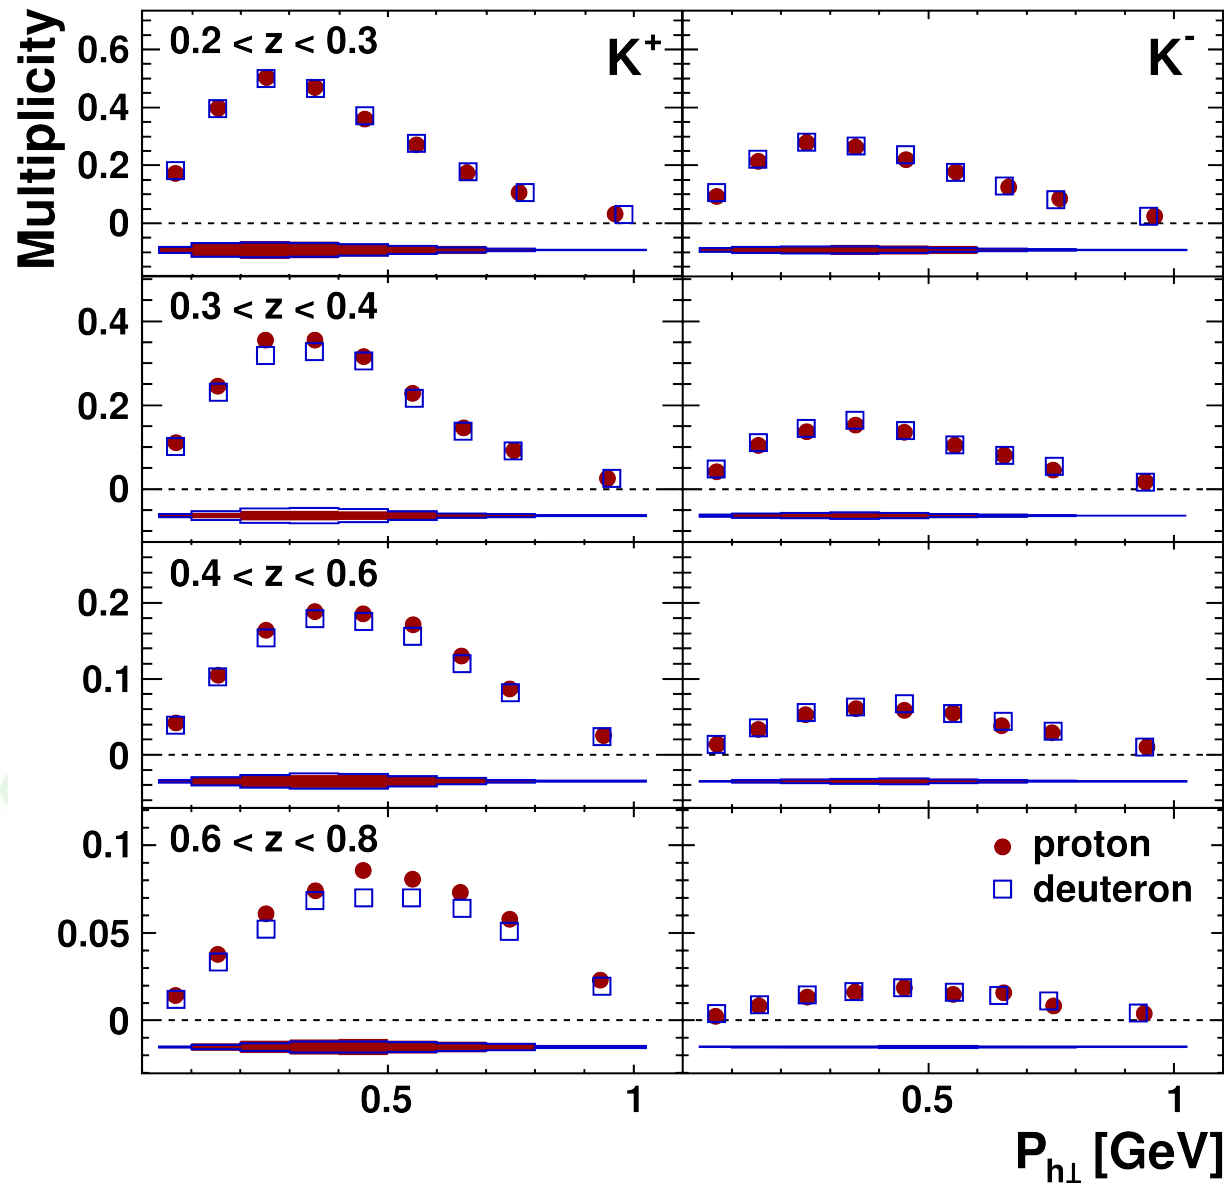 Multiplicity
0.2 < z < 0.3
K+
K-
0.6
0.4
0.2
0
0.3 < z < 0.4
0.4
0.2
0
0.4 < z < 0.6
0.2
0.1
0
0.6 < z < 0.8
0.1
0.05
0
proton
deuteron
0.5 1 0.5 1
Ph⊥ [GeV]